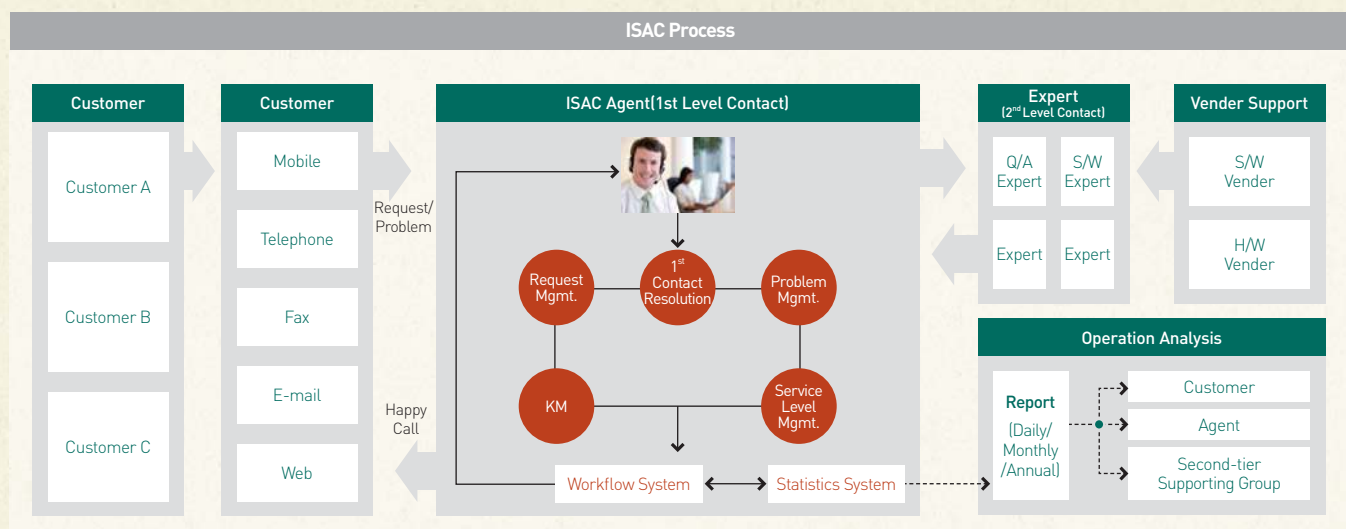 ISAC Process
Customer
Customer A
Customer B
Customer C
Customer
Mobile
Telephone
Fax
E-mail
Web
Request/
Problem
Happy
Call
ISAC Agent(1st Level Contact)
Request
Mgmt.
1st
Contact
Resolution
Problem
Mgmt.
KM
Service
Level
Mgmt.
Workflow System
Statistics System
Expert
(2nd Level Contact)
Q/A
Expert
S/W
Expert
Expert
Expert
Vender Support
S/W
Vender
H/W
Vender
Operation Analysis
Report
(Daily/
Monthly
/Annual)
Customer
Agent
Second-tier
Supporting Group